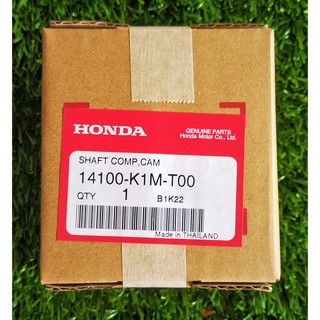 HONDA
GENUINE PARTS
Honda Motor Co., Ltd.
SHAFT COMP,CAM
14100-K1M-T00
QTY 1 B1K22
Made in THAILAND